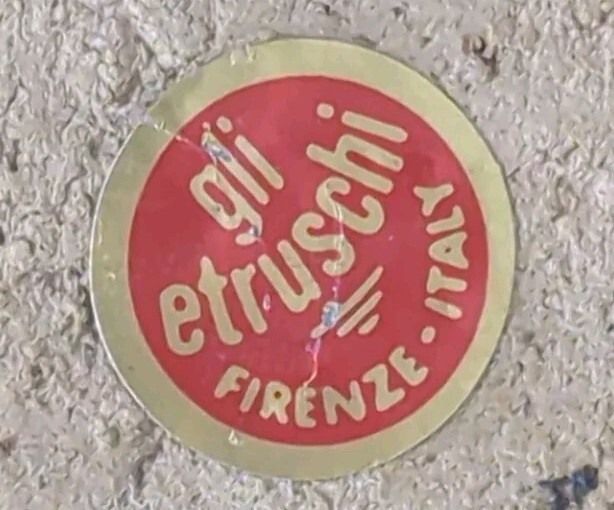 gli
etruschi
FIRENZE • ITALY